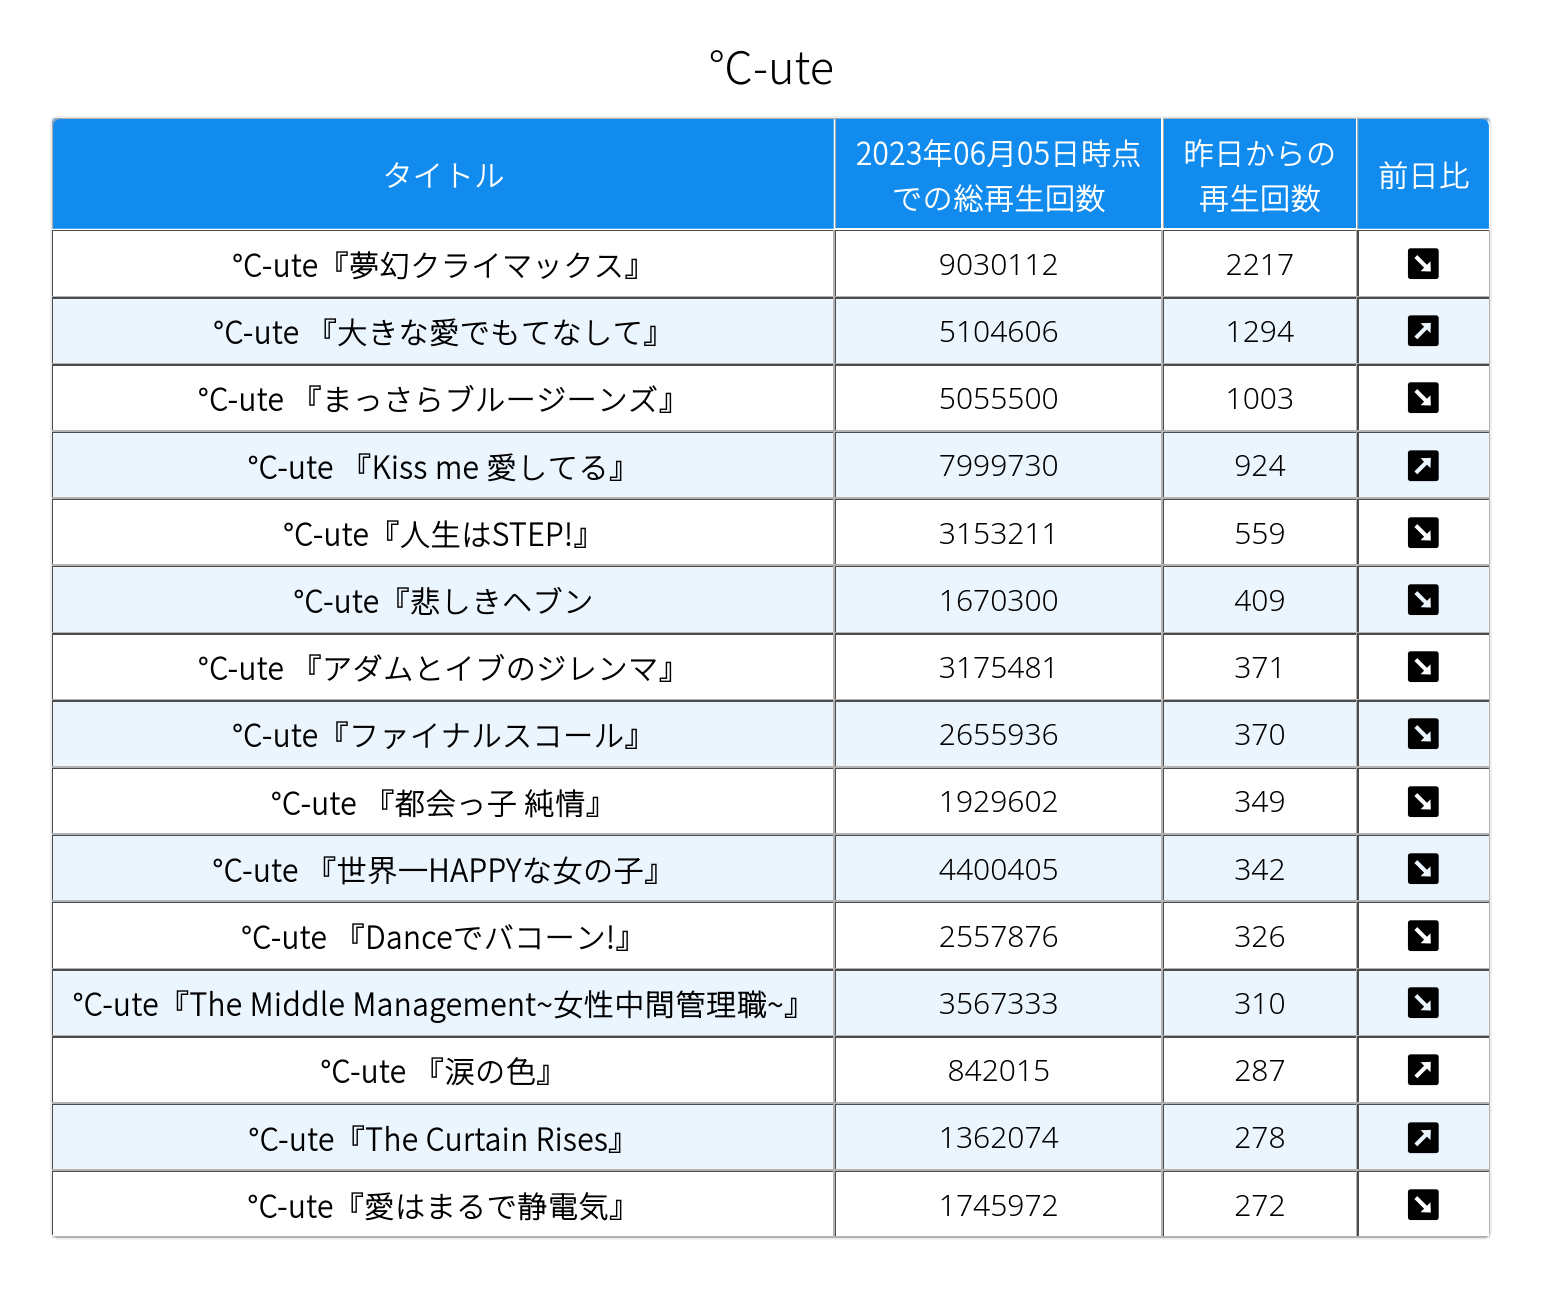 ℃-ute
タイトル
2023年06月05日時点
での総再生回数
昨日からの
再生回数
前日比
℃-ute『夢幻クライマックス』 9030112 2217 ↘
℃-ute 『大きな愛でもてなして』 5104606 1294 ↗
℃-ute 『まっさらブルージーンズ』 5055500 1003 ↘
℃-ute 『Kiss me 愛してる』 7999730 924 ↗
℃-ute『人生はSTEP!』 3153211 559 ↘
℃-ute『悲しきヘブン 1670300 409 ↘
℃-ute 『アダムとイブのジレンマ』 3175481 371 ↘
℃-ute『ファイナルスコール』 2655936 370 ↘
℃-ute 『都会っ子 純情』 1929602 349 ↘
℃-ute 『世界一HAPPYな女の子』 4400405 342 ↘
℃-ute 『Danceでバコーン!』 2557876 326 ↘
℃-ute『The Middle Management~女性中間管理職~』 3567333 310 ↘
℃-ute 『涙の色』 842015 287 ↗
℃-ute『The Curtain Rises』 1362074 278 ↗
℃-ute『愛はまるで静電気』 1745972 272 ↘